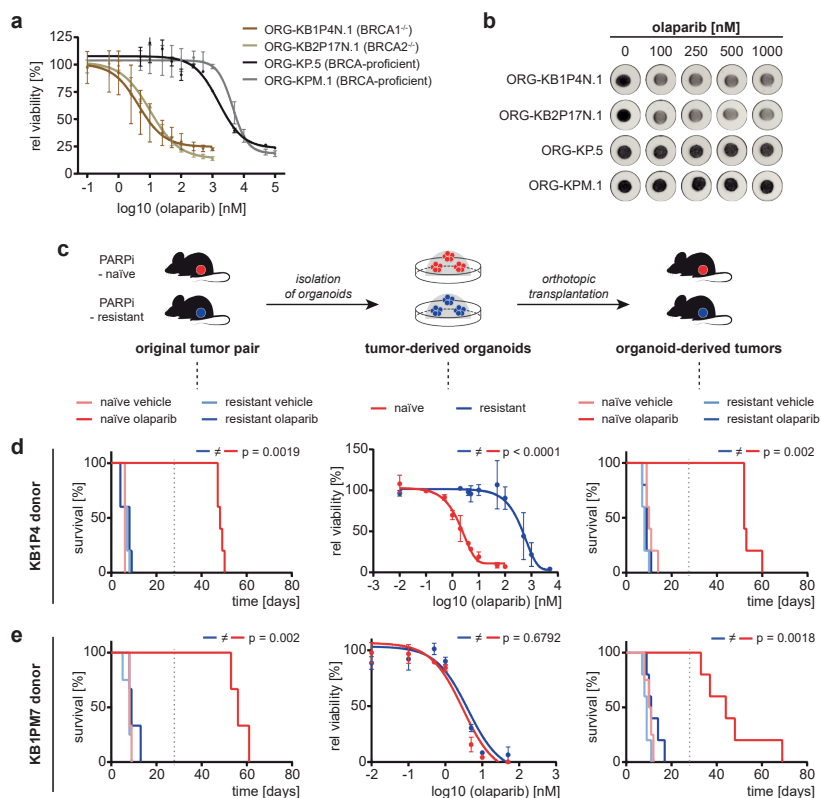 a
ORG-KB1P4N.1 (BRCA1-/-)
ORG-KB2P17N.1 (BRCA2-/-)
ORG-KP.5 (BRCA-proficient)
ORG-KPM.1 (BRCA-proficient)
rel viability [%]
125
100
75
50
25
0
-1 0 1 2 3 4 5
log10 (olaparib) [nM]
b
olaparib [nM]
0 100 250 500 1000
ORG-KB1P4N.1
ORG-KB2P17N.1
ORG-KP.5
ORG-KPM.1
c
PARPi
- naïve
PARPi
- resistant
isolation
of organoids
orthotopic
transplantation
original tumor pair
tumor-derived organoids
organoid-derived tumors
naïve vehicle
resistant vehicle
naïve olaparib
resistant olaparib
naïve
resistant
naïve vehicle
resistant vehicle
naïve olaparib
resistant olaparib
d
KB1P4 donor
≠ p = 0.0019
survival [%]
100
50
0
0 20 40 60 80
time [days]
≠ p < 0.0001
rel viability [%]
150
100
50
0
-3 -2 -1 0 1 2 3 4
log10 (olaparib) [nM]
≠ p = 0.002
survival [%]
100
50
0
0 20 40 60 80
time [days]
e
KB1PM7 donor
≠ p = 0.002
survival [%]
100
50
0
0 20 40 60 80
time [days]
≠ p = 0.6792
rel viability [%]
100
50
0
-2 -1 0 1 2
log10 (olaparib) [nM]
≠ p = 0.0018
survival [%]
100
50
0
0 20 40 60 80
time [days]